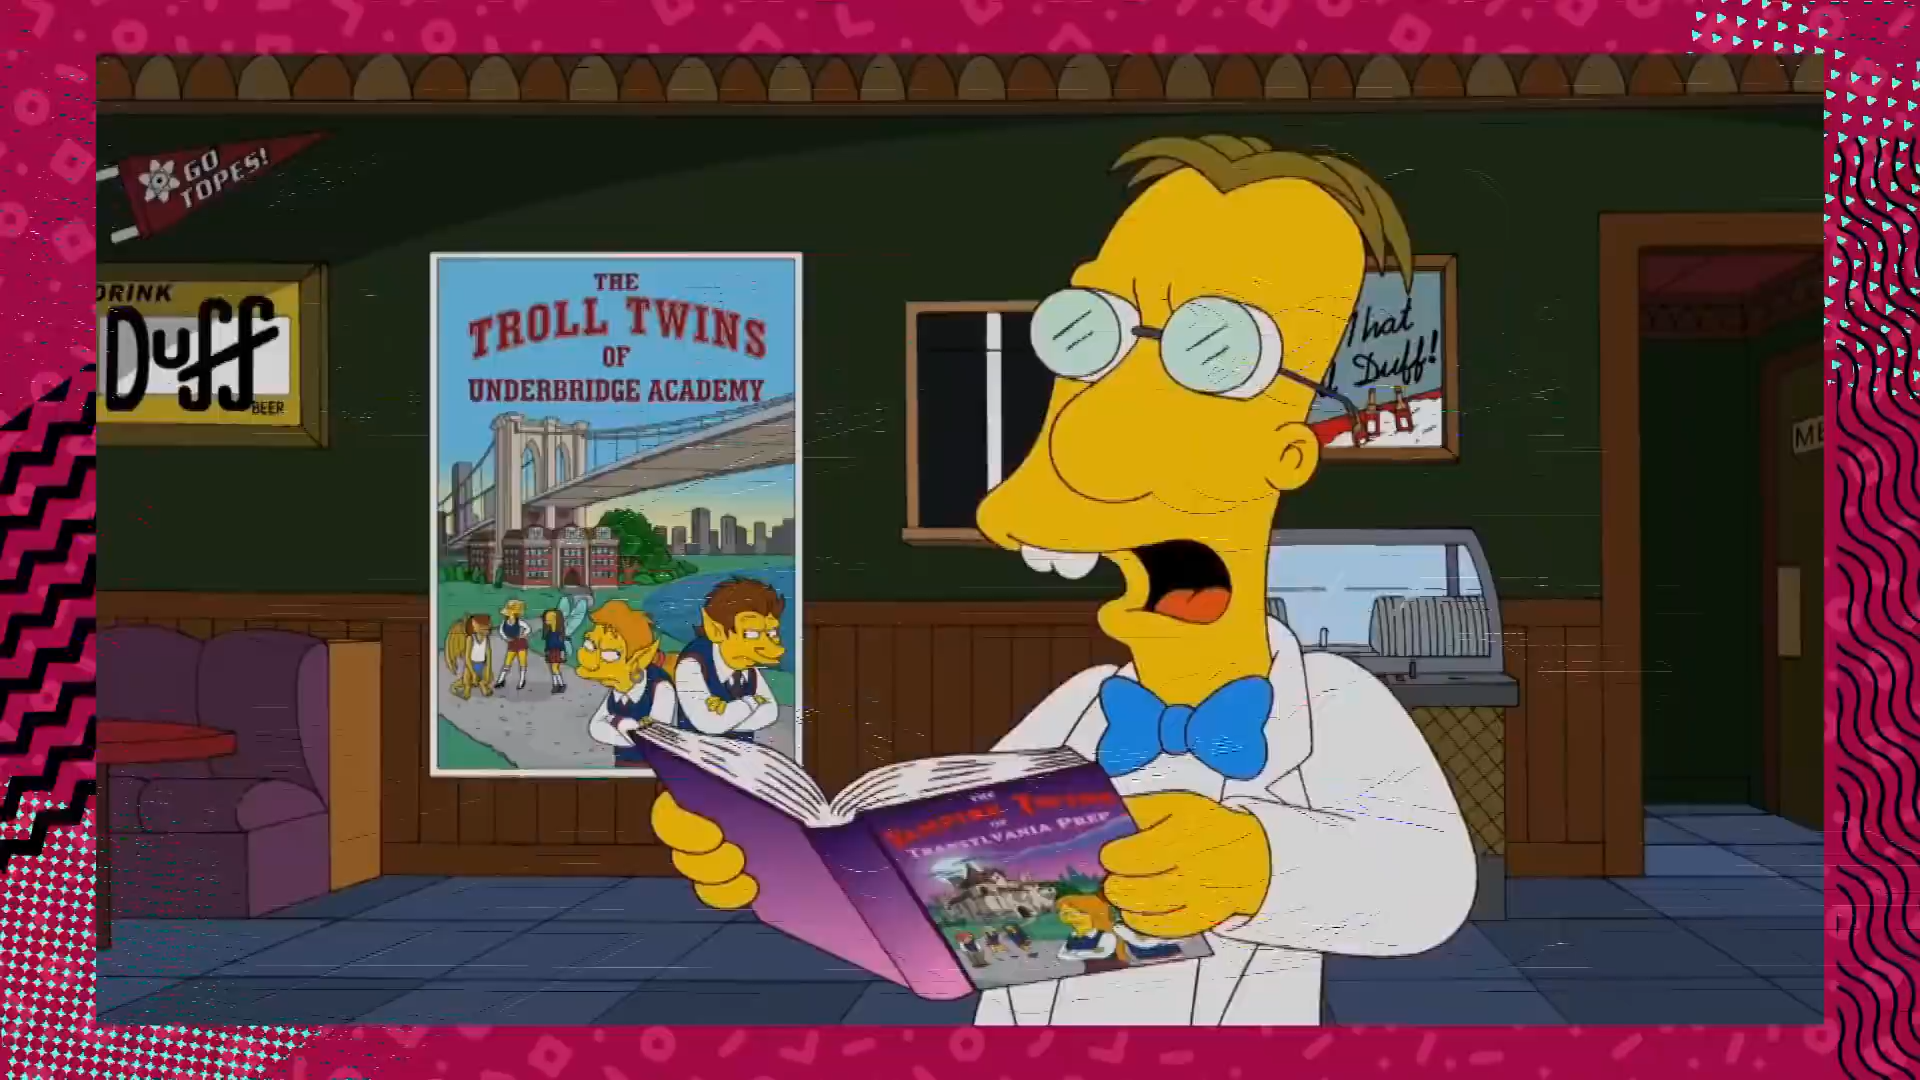 GO
TOPES!
DRINK
Duff
BEER
THE
TROLL TWINS
OF
UNDERBRIDGE ACADEMY
That
Duff!
THE
VAMPIRE TWINS
OF
TRANSYLVANIA PREP